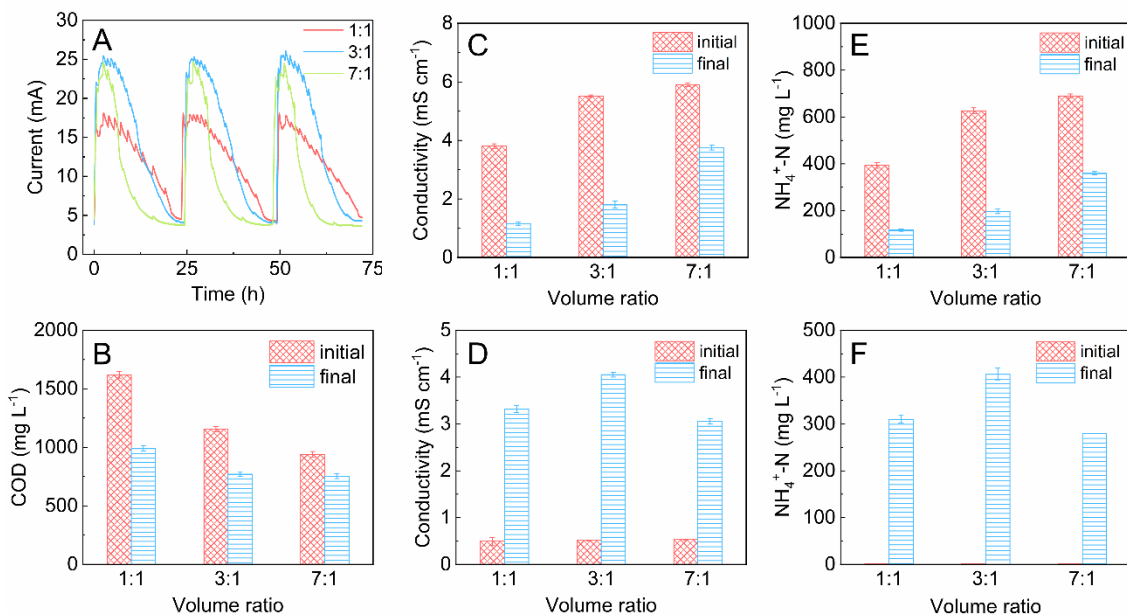 A
1:1
3:1
7:1
30
25
20
15
10
5
0
Current (mA)
0
25
50
75
Time (h)
C
initial
final
8
6
4
2
0
Conductivity (mS cm⁻¹)
1:1
3:1
7:1
Volume ratio
E
initial
final
1000
800
600
400
200
0
NH₄⁺-N (mg L⁻¹)
1:1
3:1
7:1
Volume ratio
B
initial
final
2000
1500
1000
500
0
COD (mg L⁻¹)
1:1
3:1
7:1
Volume ratio
D
initial
final
5
4
3
2
1
0
Conductivity (mS cm⁻¹)
1:1
3:1
7:1
Volume ratio
F
initial
final
500
400
300
200
100
0
NH₄⁺-N (mg L⁻¹)
1:1
3:1
7:1
Volume ratio